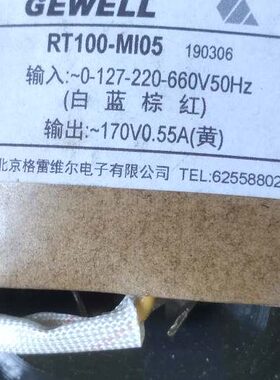 GEWELL
RT100-MI05 190306
输入:~0-127-220-660V50Hz
(白 蓝 棕 红)
输出:~170V0.55A(黄)
北京格雷维尔电子有限公司 TEL:62558802